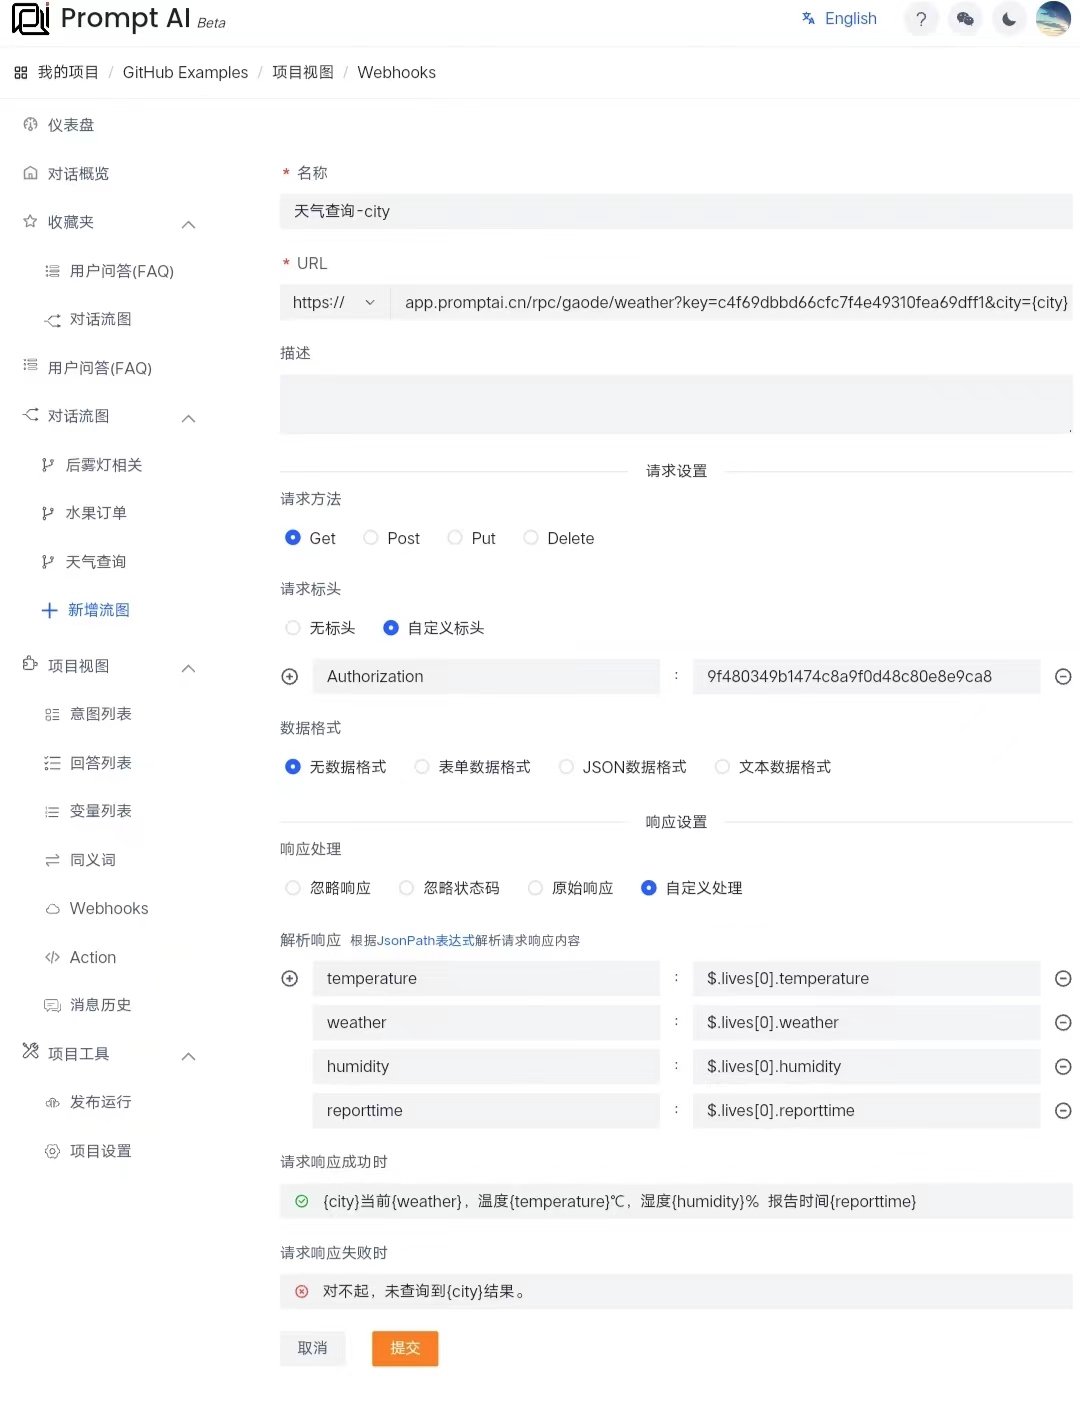 Prompt AI Beta
English
?
我的项目 / GitHub Examples / 项目视图 / Webhooks
仪表盘
对话概览
收藏夹
用户问答(FAQ)
对话流图
用户问答(FAQ)
对话流图
后雾灯相关
水果订单
天气查询
新增流图
项目视图
意图列表
回答列表
变量列表
同义词
Webhooks
Action
消息历史
项目工具
发布运行
项目设置
* 名称
天气查询-city
* URL
https:// app.promptai.cn/rpc/gaode/weather?key=c4f69dbbd66cfc7f4e49310fea69dff1&city={city}
描述
请求设置
请求方法
Get Post Put Delete
请求标头
无标头 自定义标头
Authorization : 9f480349b1474c8a9f0d48c80e8e9ca8
数据格式
无数据格式 表单数据格式 JSON数据格式 文本数据格式
响应设置
响应处理
忽略响应 忽略状态码 原始响应 自定义处理
解析响应 根据JsonPath表达式解析请求响应内容
temperature : $.lives[0].temperature
weather : $.lives[0].weather
humidity : $.lives[0].humidity
reporttime : $.lives[0].reporttime
请求响应成功时
{city}当前{weather}，温度{temperature}℃，湿度{humidity}% 报告时间{reporttime}
请求响应失败时
对不起，未查询到{city}结果。
取消 提交